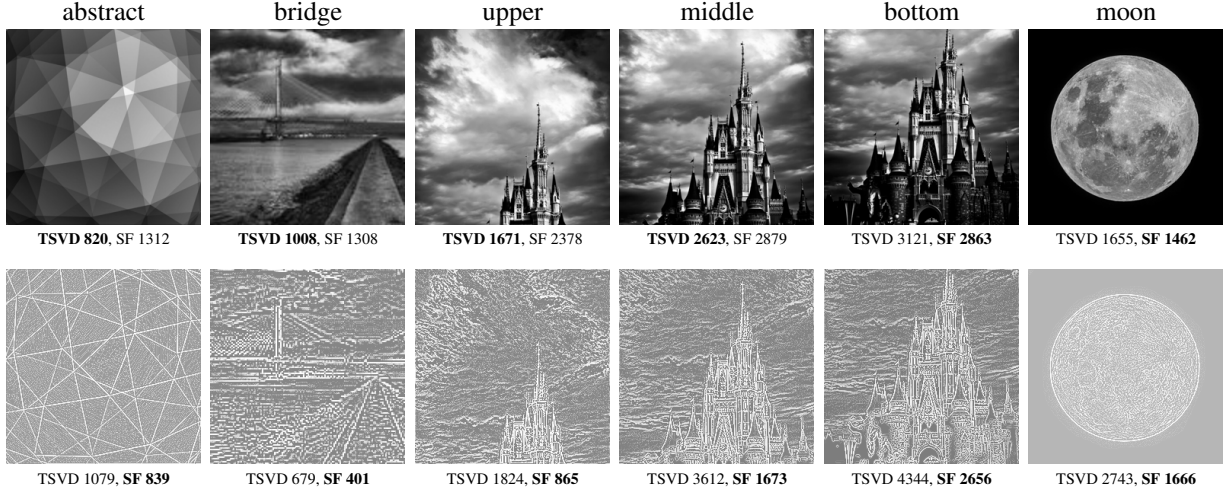 abstract bridge upper middle bottom moon
TSVD 820, SF 1312 TSVD 1008, SF 1308 TSVD 1671, SF 2378 TSVD 2623, SF 2879 TSVD 3121, SF 2863 TSVD 1655, SF 1462
TSVD 1079, SF 839 TSVD 679, SF 401 TSVD 1824, SF 865 TSVD 3612, SF 1673 TSVD 4344, SF 2656 TSVD 2743, SF 1666